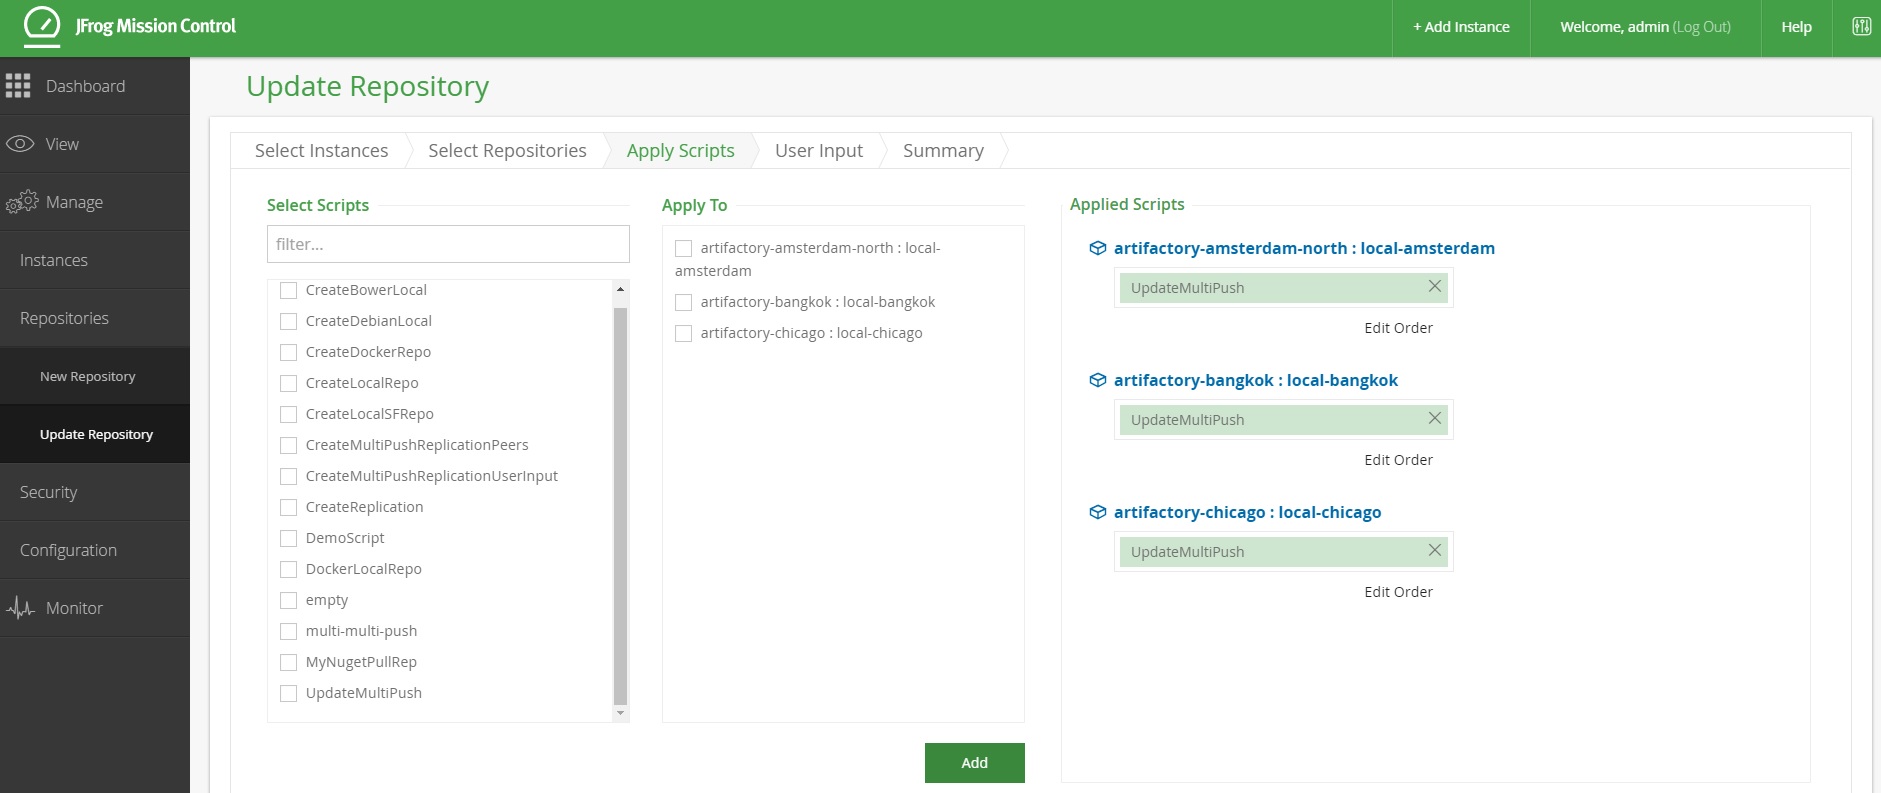 JFrog Mission Control
+ Add Instance
Welcome, admin (Log Out)
Help
Dashboard
View
Manage
Instances
Repositories
New Repository
Update Repository
Security
Configuration
Monitor
Update Repository
Select Instances
Select Repositories
Apply Scripts
User Input
Summary
Select Scripts
filter...
CreateBowerLocal
CreateDebianLocal
CreateDockerRepo
CreateLocalRepo
CreateLocalSFRepo
CreateMultiPushReplicationPeers
CreateMultiPushReplicationUserInput
CreateReplication
DemoScript
DockerLocalRepo
empty
multi-multi-push
MyNugetPullRep
UpdateMultiPush
Apply To
artifactory-amsterdam-north : local-
amsterdam
artifactory-bangkok : local-bangkok
artifactory-chicago : local-chicago
Add
Applied Scripts
artifactory-amsterdam-north : local-amsterdam
UpdateMultiPush
Edit Order
artifactory-bangkok : local-bangkok
UpdateMultiPush
Edit Order
artifactory-chicago : local-chicago
UpdateMultiPush
Edit Order